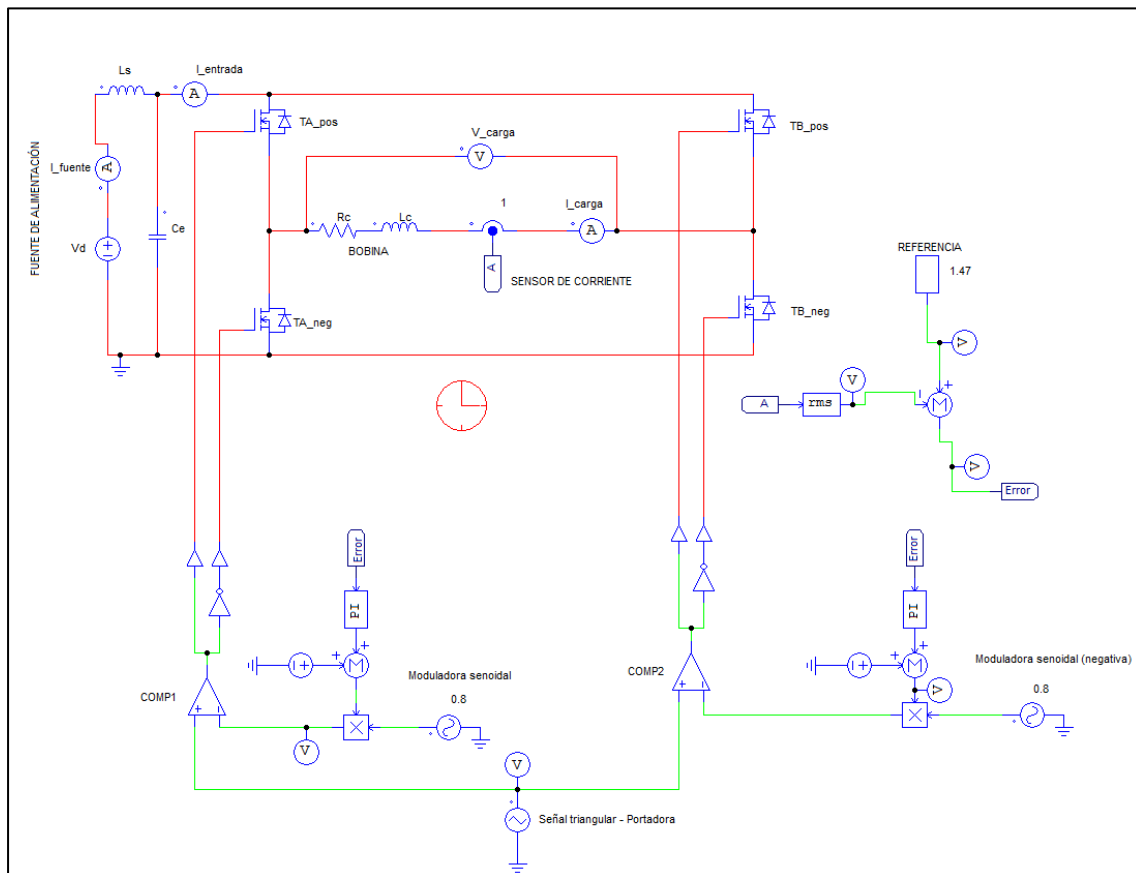 Ls
I_entrada
A
TA_pos
TB_pos
V_carga
V
FUENTE DE ALIMENTACIÓN
I_fuente
A
1
I_carga
Rc
Lc
A
Ce
BOBINA
Vd
A
SENSOR DE CORRIENTE
REFERENCIA
1.47
TA_neg
TB_neg
V
V
A
rms
M
V
Error
Error
Error
PI
PI
M
M
Moduladora senoidal
Moduladora senoidal (negativa)
COMP1
0.8
COMP2
V
0.8
V
V
Señal triangular - Portadora